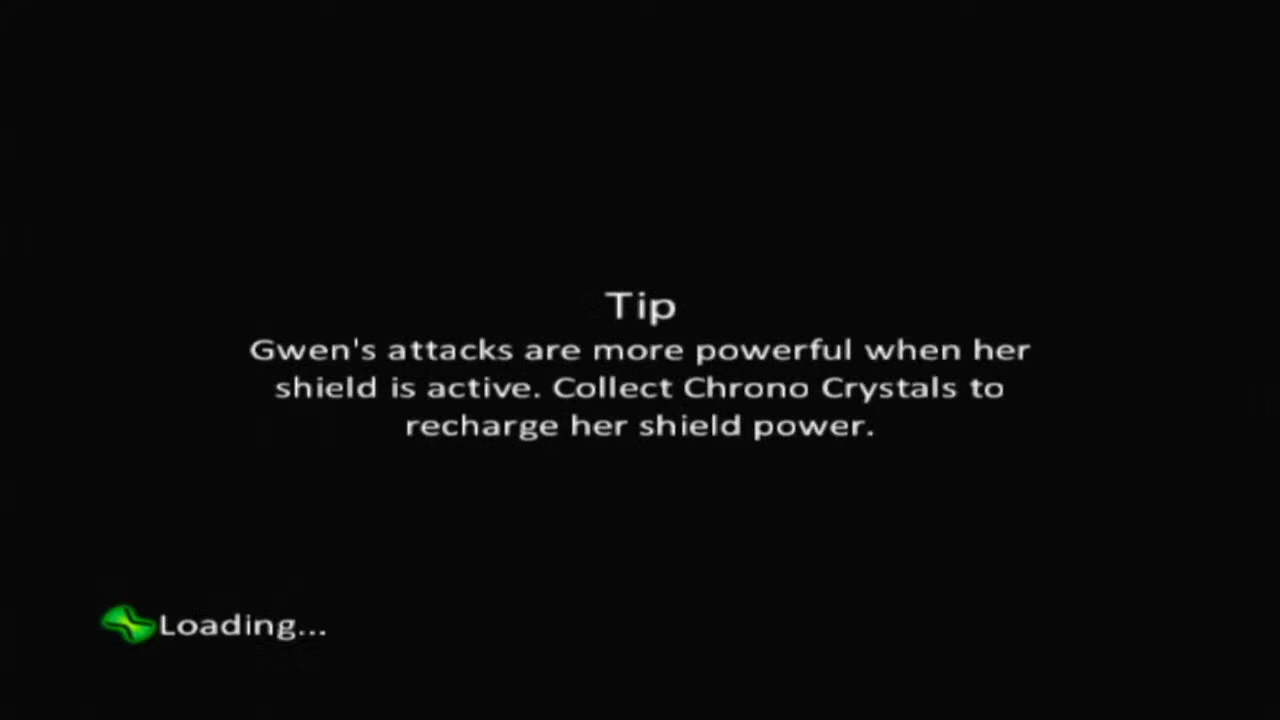 Tip
Gwen's attacks are more powerful when her
shield is active. Collect Chrono Crystals to
recharge her shield power.
Loading...